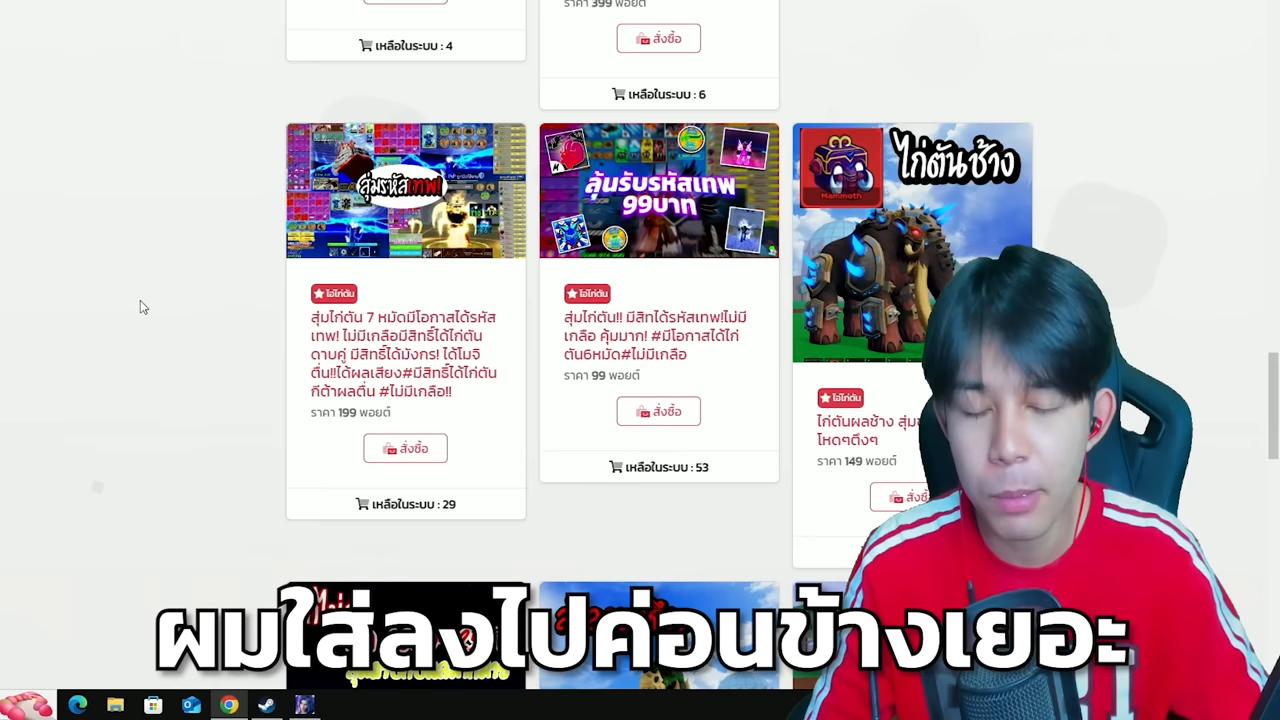 ราคา 399 พอยต์
สั่งซื้อ
เหลือในระบบ : 4
เหลือในระบบ : 6
สุ่มรหัสเทพ!
ลุ้นรับรหัสเทพ
99บาท
Mammoth
ไก่ตันช้าง
ไอ่ไก่ตัน
สุ่มไก่ตัน 7 หมัดมีโอกาสได้รหัส
เทพ! ไม่มีเกลือมีสิทธิ์ได้ไก่ตัน
ดาบคู่ มีสิทธิ์ได้มังกร! ได้โมจิ
ตื่น!!ได้ผลเสียง#มีสิทธิ์ได้ไก่ตัน
กีต้าผลตื่น #ไม่มีเกลือ!!
ราคา 199 พอยต์
สั่งซื้อ
เหลือในระบบ : 29
ไอ่ไก่ตัน
สุ่มไก่ตัน!! มีสิทได้รหัสเทพ!ไม่มี
เกลือ คุ้มมาก! #มีโอกาสได้ไก่
ตัน6หมัด#ไม่มีเกลือ
ราคา 99 พอยต์
สั่งซื้อ
เหลือในระบบ : 53
ไอ่ไก่ตัน
ไก่ตันผลช้าง
โหดๆตึงๆ
ราคา 149 พอยต์
สั่งซื้อ
ผมใส่ลงไปค่อนข้างเยอะ